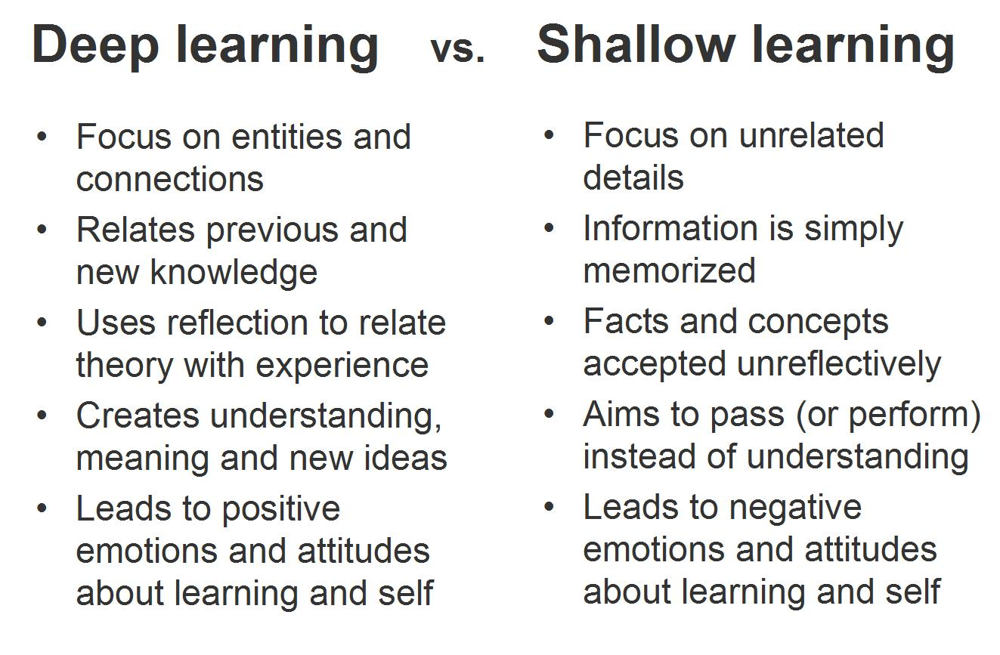 Deep learning vs. Shallow learning
• Focus on entities and
connections
• Relates previous and
new knowledge
• Uses reflection to relate
theory with experience
• Creates understanding,
meaning and new ideas
• Leads to positive
emotions and attitudes
about learning and self
• Focus on unrelated
details
• Information is simply
memorized
• Facts and concepts
accepted unreflectively
• Aims to pass (or perform)
instead of understanding
• Leads to negative
emotions and attitudes
about learning and self